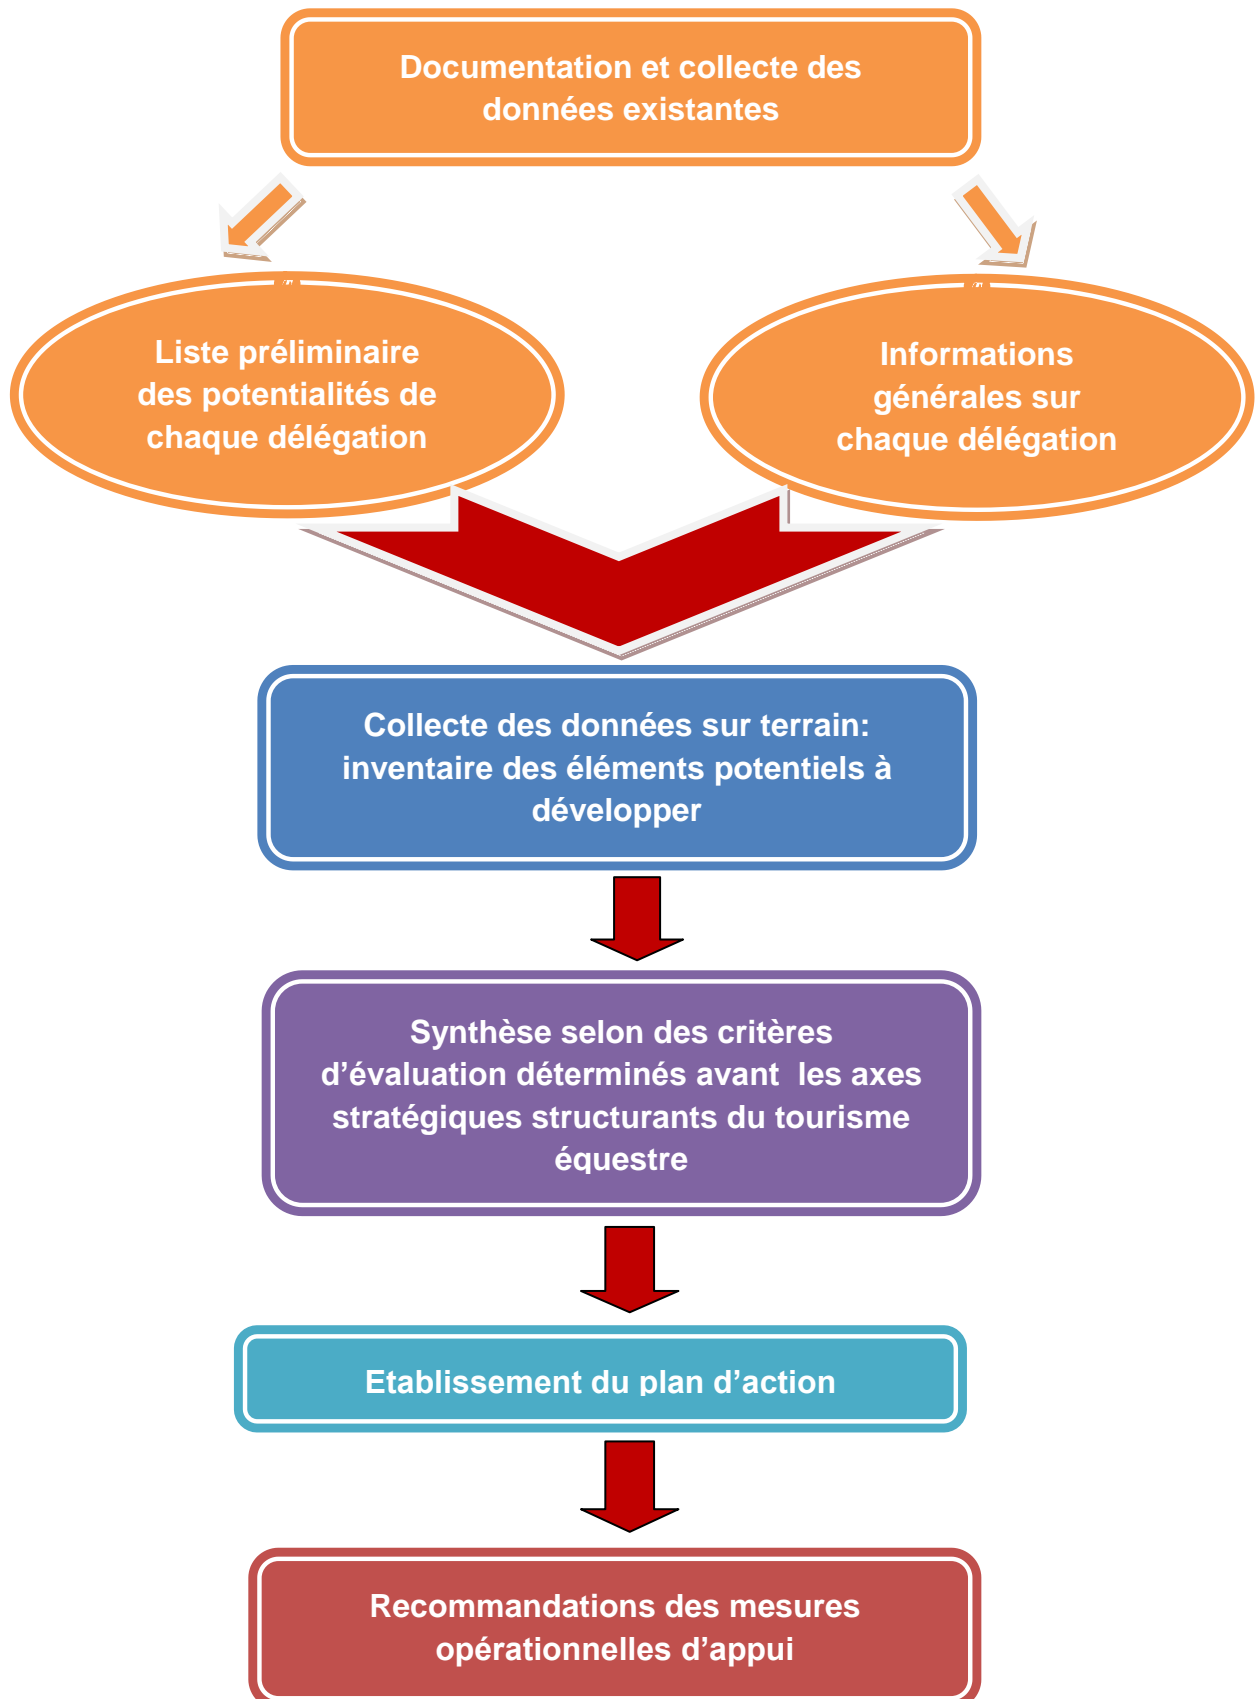 Documentation et collecte des
données existantes
Liste préliminaire
des potentialités de
chaque délégation
Informations
générales sur
chaque délégation
Collecte des données sur terrain:
inventaire des éléments potentiels à
développer
Synthèse selon des critères
d’évaluation déterminés avant les axes
stratégiques structurants du tourisme
équestre
Etablissement du plan d’action
Recommandations des mesures
opérationnelles d’appui